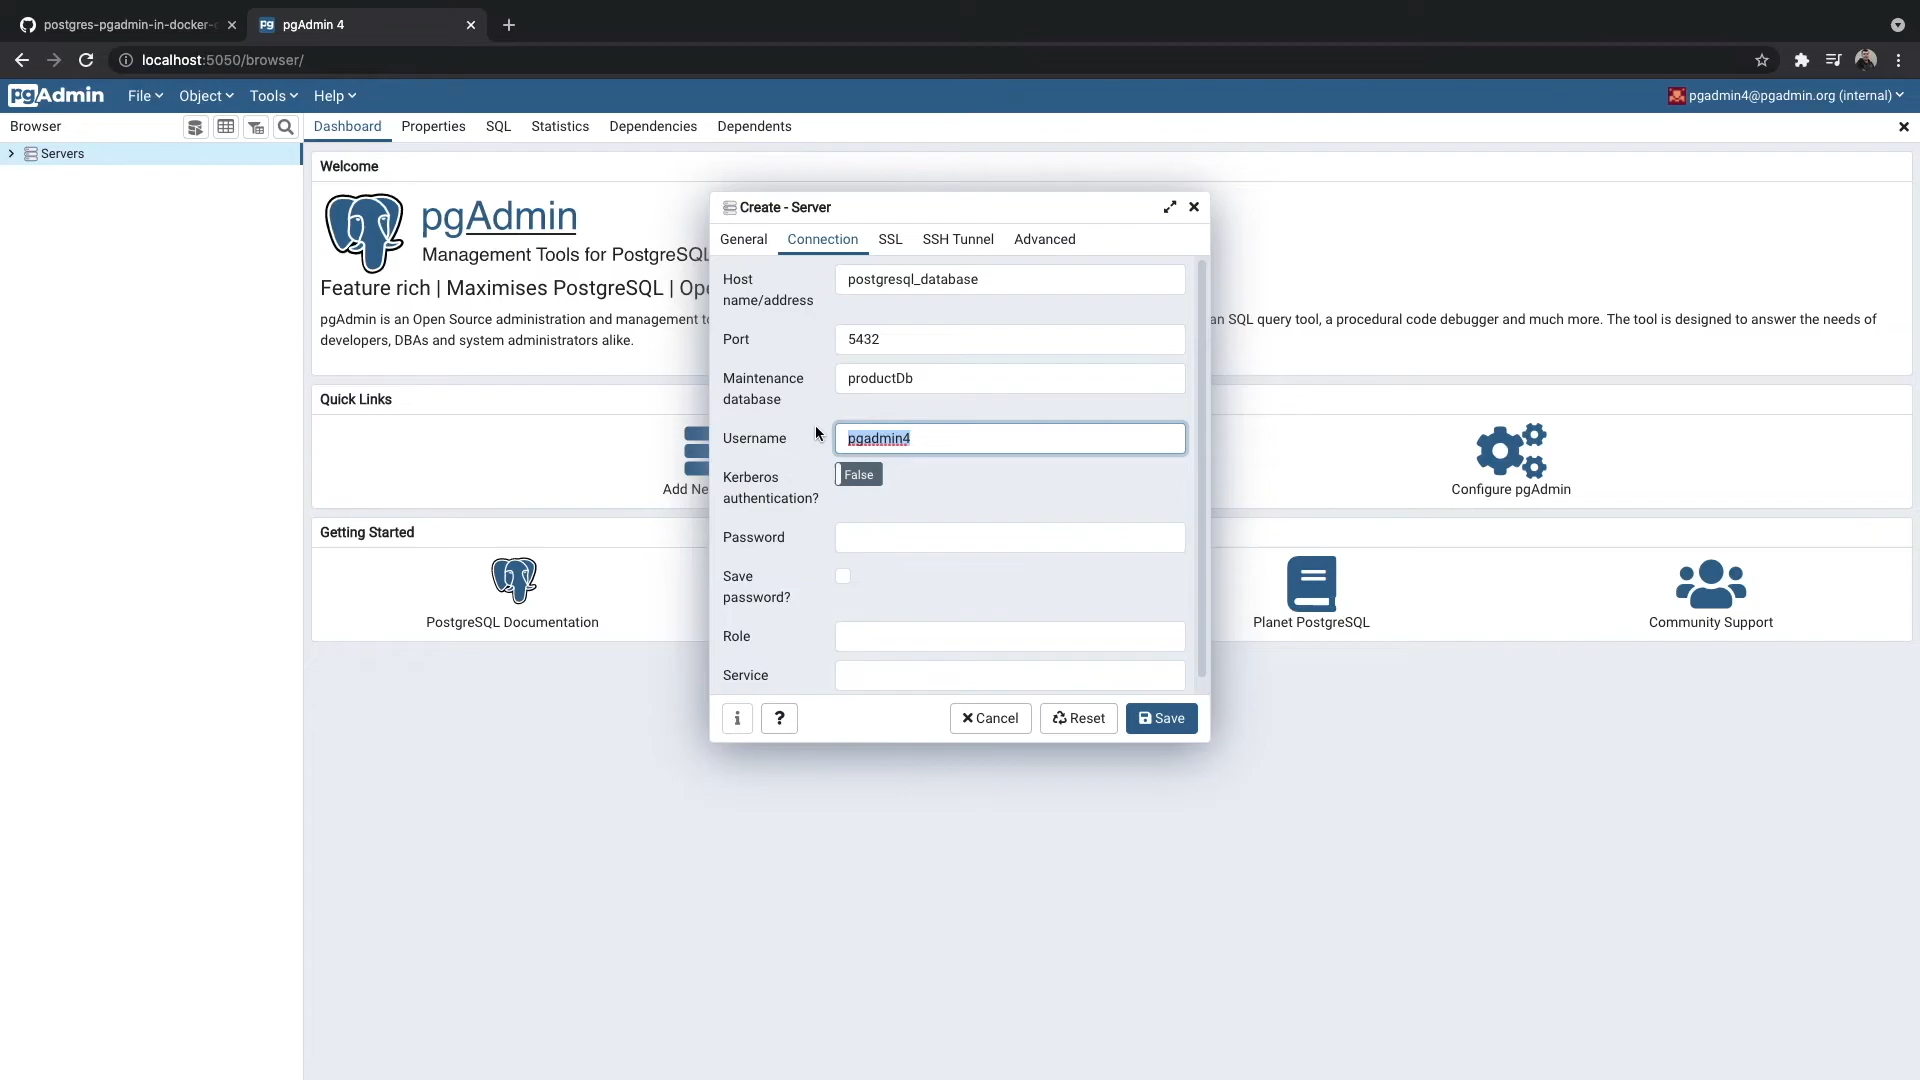 postgres-pgadmin-in-docker-
pgAdmin 4
localhost:5050/browser/
pgAdmin
File
Object
Tools
Help
pgadmin4@pgadmin.org (internal)
Browser
Dashboard
Properties
SQL
Statistics
Dependencies
Dependents
Servers
Welcome
pgAdmin
Management Tools for PostgreSQL
Feature rich | Maximises PostgreSQL | Ope
pgAdmin is an Open Source administration and management to
an SQL query tool, a procedural code debugger and much more. The tool is designed to answer the needs of
developers, DBAs and system administrators alike.
Quick Links
Add Ne
Configure pgAdmin
Getting Started
PostgreSQL Documentation
Planet PostgreSQL
Community Support
Create - Server
General
Connection
SSL
SSH Tunnel
Advanced
Host
name/address
postgresql_database
Port
5432
Maintenance
database
productDb
Username
pgadmin4
Kerberos
authentication?
False
Password
Save
password?
Role
Service
i
?
Cancel
Reset
Save